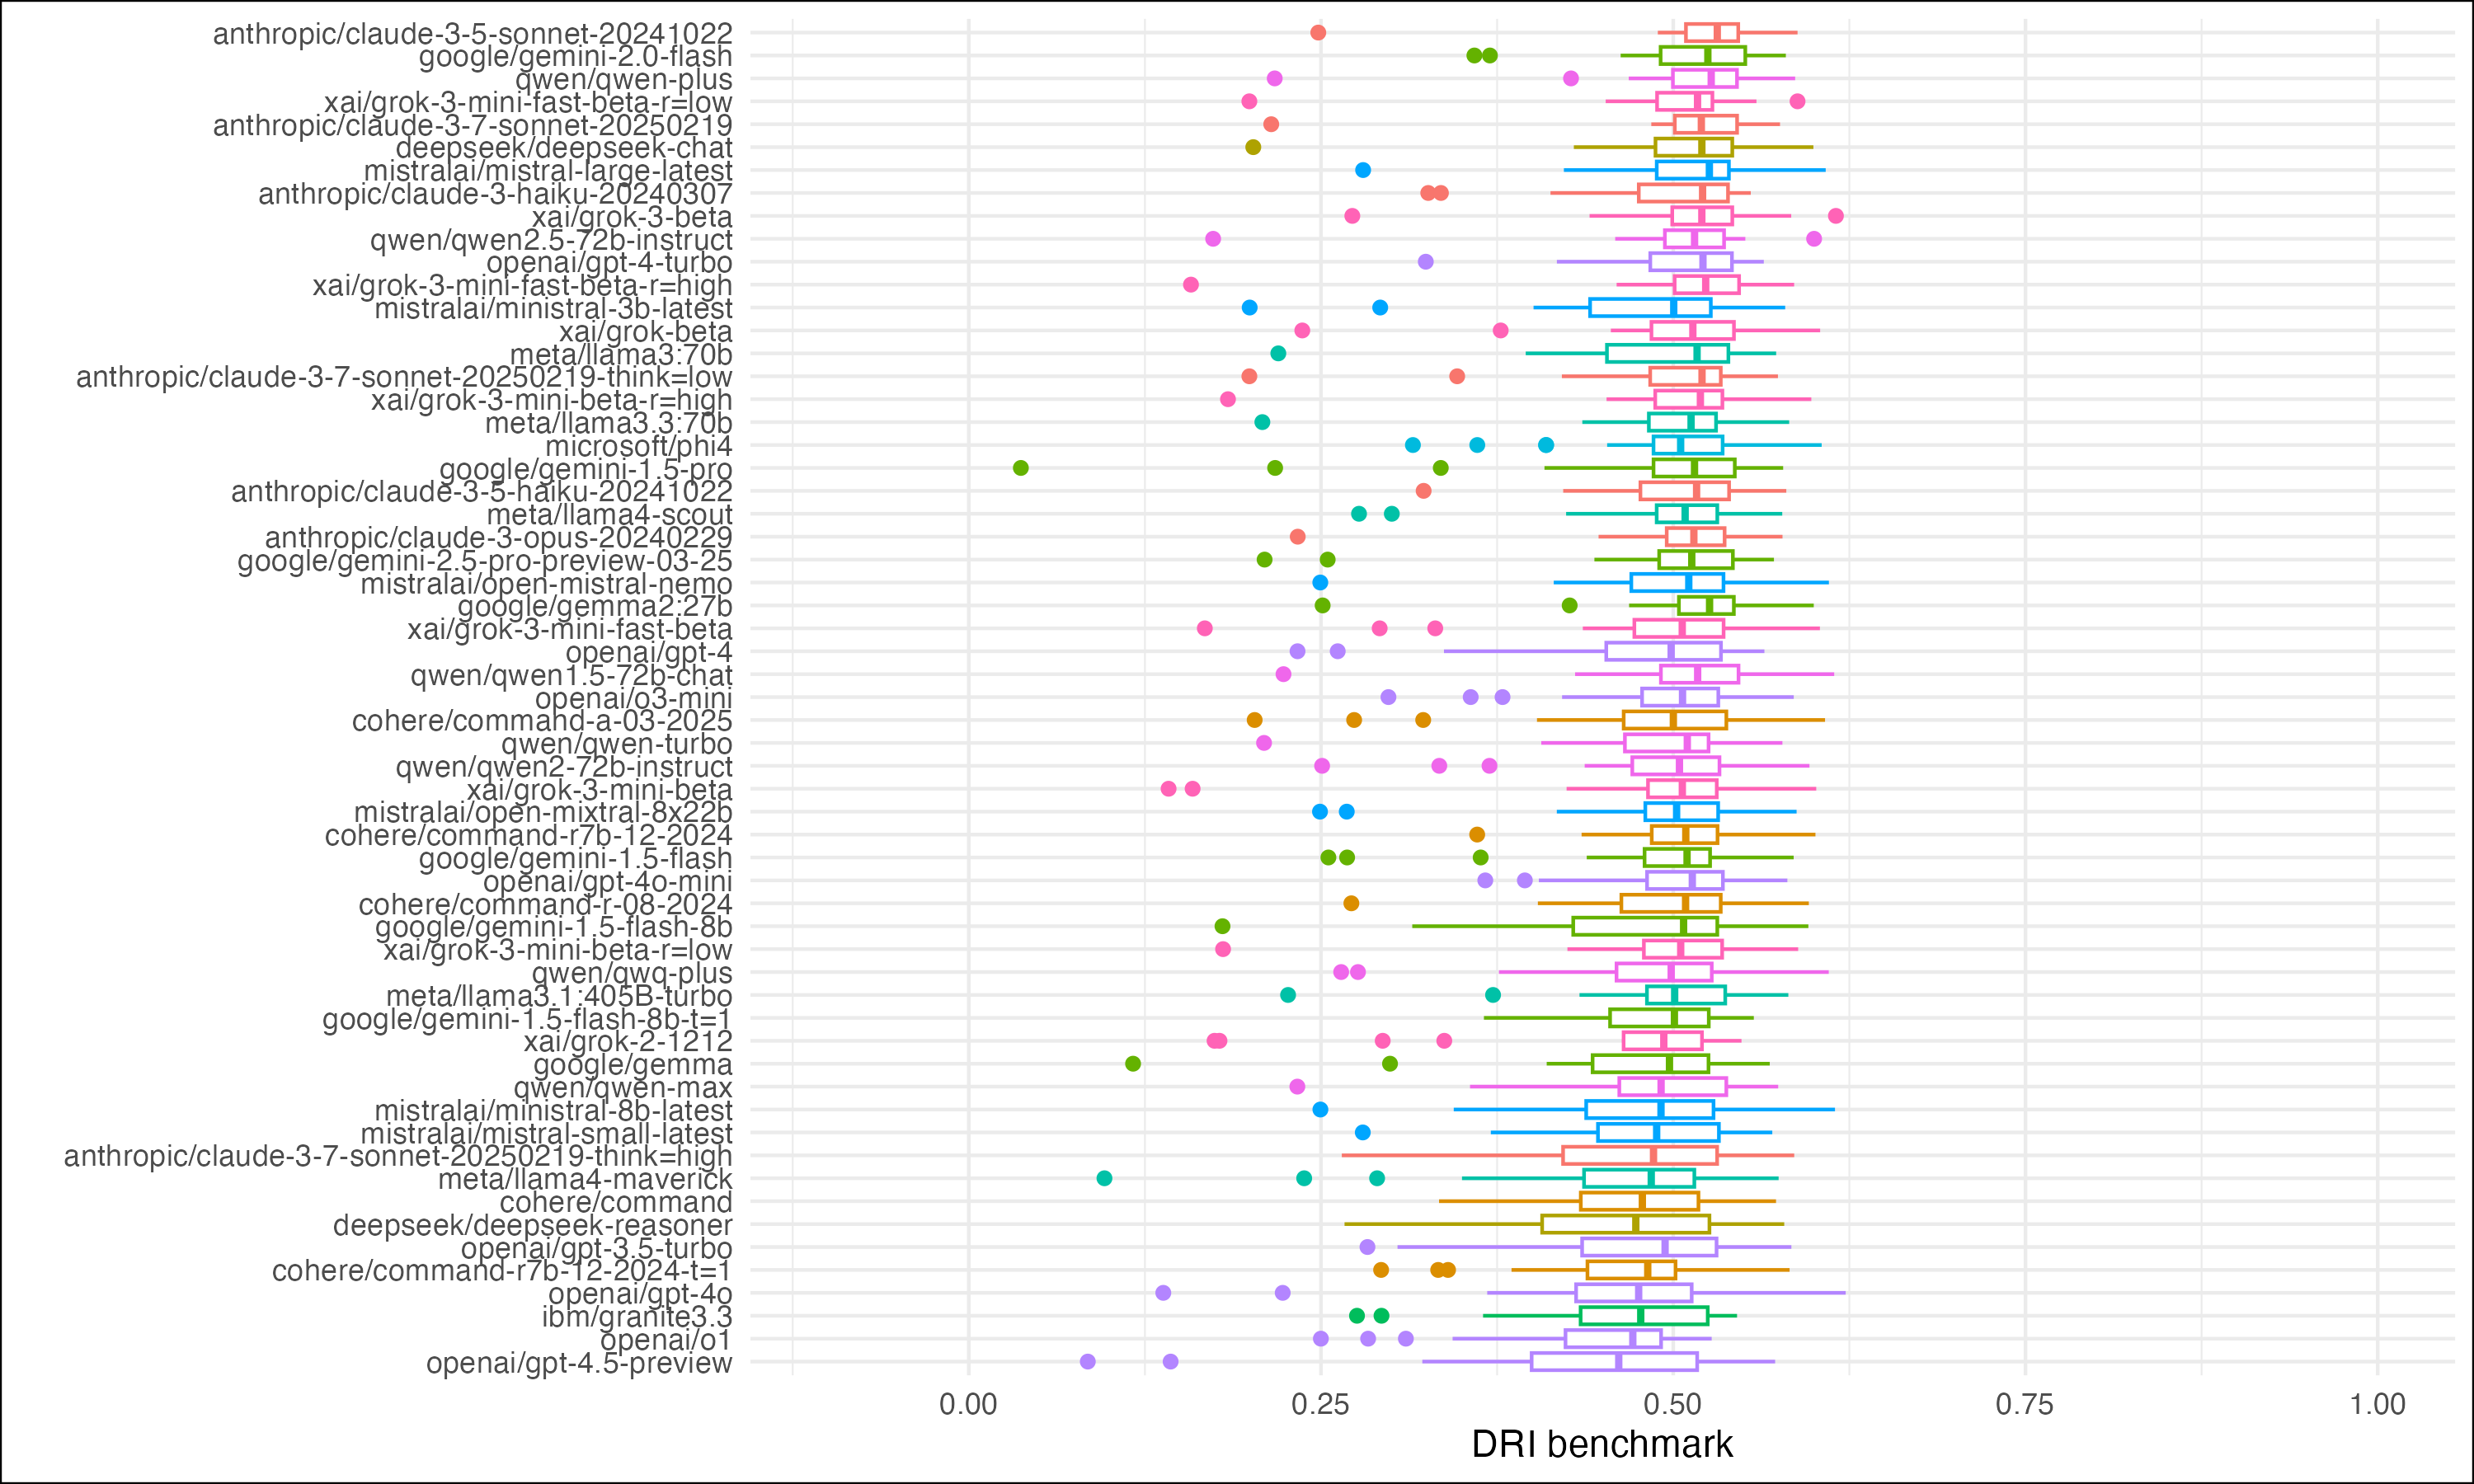 anthropic/claude-3-5-sonnet-20241022
google/gemini-2.0-flash
qwen/qwen-plus
xai/grok-3-mini-fast-beta-r=low
anthropic/claude-3-7-sonnet-20250219
deepseek/deepseek-chat
mistralai/mistral-large-latest
anthropic/claude-3-haiku-20240307
xai/grok-3-beta
qwen/qwen2.5-72b-instruct
openai/gpt-4-turbo
xai/grok-3-mini-fast-beta-r=high
mistralai/ministral-3b-latest
xai/grok-beta
meta/llama3:70b
anthropic/claude-3-7-sonnet-20250219-think=low
xai/grok-3-mini-beta-r=high
meta/llama3.3:70b
microsoft/phi4
google/gemini-1.5-pro
anthropic/claude-3-5-haiku-20241022
meta/llama4-scout
anthropic/claude-3-opus-20240229
google/gemini-2.5-pro-preview-03-25
mistralai/open-mistral-nemo
google/gemma2:27b
xai/grok-3-mini-fast-beta
openai/gpt-4
qwen/qwen1.5-72b-chat
openai/o3-mini
cohere/command-a-03-2025
qwen/qwen-turbo
qwen/qwen2-72b-instruct
xai/grok-3-mini-beta
mistralai/open-mixtral-8x22b
cohere/command-r7b-12-2024
google/gemini-1.5-flash
openai/gpt-4o-mini
cohere/command-r-08-2024
google/gemini-1.5-flash-8b
xai/grok-3-mini-beta-r=low
qwen/qwq-plus
meta/llama3.1:405B-turbo
google/gemini-1.5-flash-8b-t=1
xai/grok-2-1212
google/gemma
qwen/qwen-max
mistralai/ministral-8b-latest
mistralai/mistral-small-latest
anthropic/claude-3-7-sonnet-20250219-think=high
meta/llama4-maverick
cohere/command
deepseek/deepseek-reasoner
openai/gpt-3.5-turbo
cohere/command-r7b-12-2024-t=1
openai/gpt-4o
ibm/granite3.3
openai/o1
openai/gpt-4.5-preview
0.00 0.25 0.50 0.75 1.00
DRI benchmark